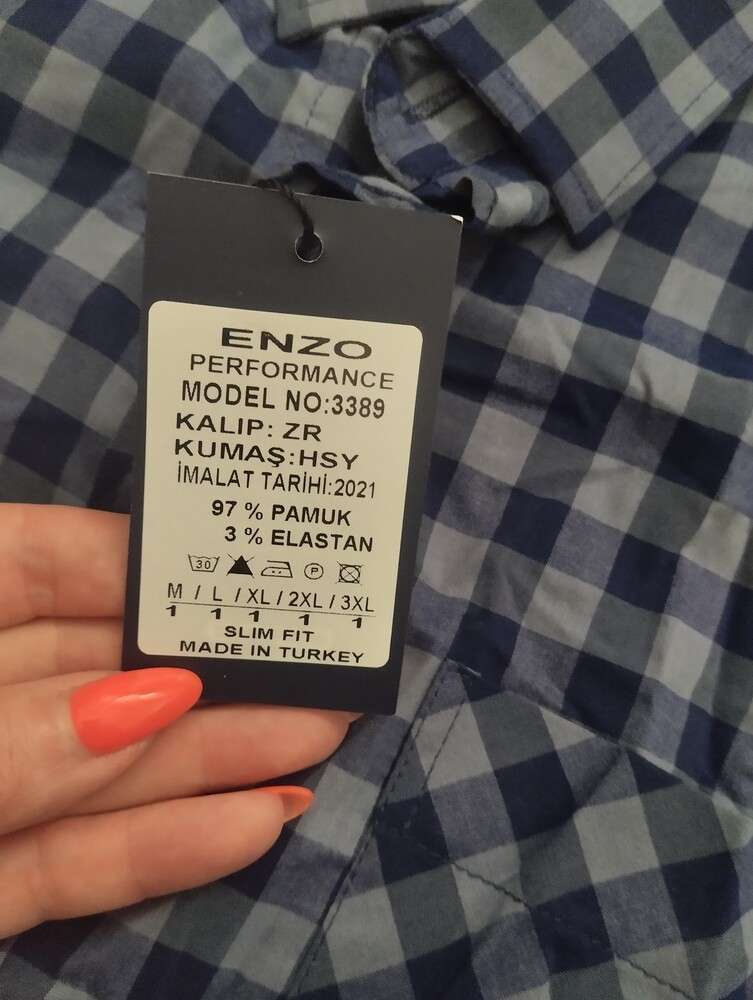 ENZO
PERFORMANCE
MODEL NO:3389
KALIP: ZR
KUMAŞ:HSY
İMALAT TARİHİ:2021
97 % PAMUK
3 % ELASTAN
30 P
M / L / XL / 2XL / 3XL
1 1 1 1 1
SLIM FIT
MADE IN TURKEY